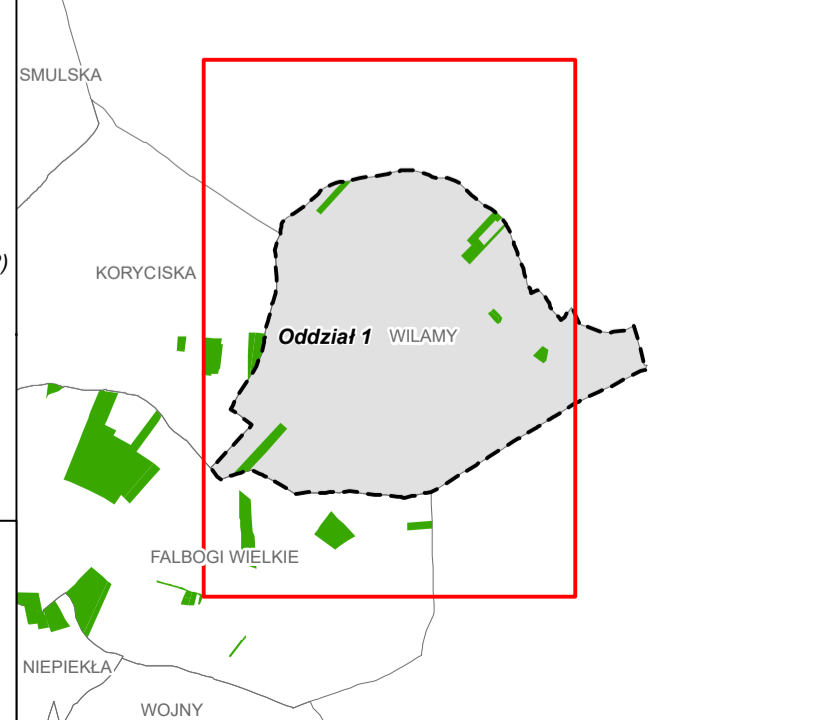 SMULSKA
)
KORYCISKA
Oddział 1 WILAMY
FALBOGI WIELKIE
NIEPIEKŁA
WOJNY